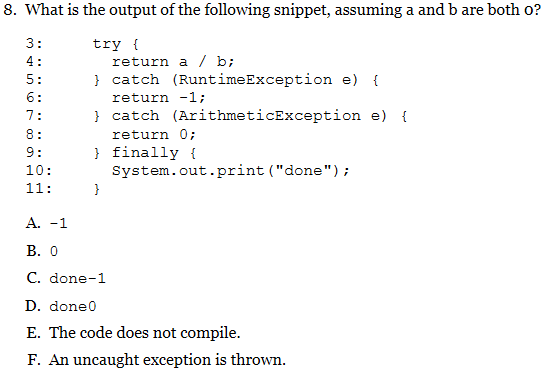 8. What is the output of the following snippet, assuming a and b are both 0?
3: try {
4: return a / b;
5: } catch (RuntimeException e) {
6: return -1;
7: } catch (ArithmeticException e) {
8: return 0;
9: } finally {
10: System.out.print("done");
11: }
A. -1
B. 0
C. done-1
D. done0
E. The code does not compile.
F. An uncaught exception is thrown.